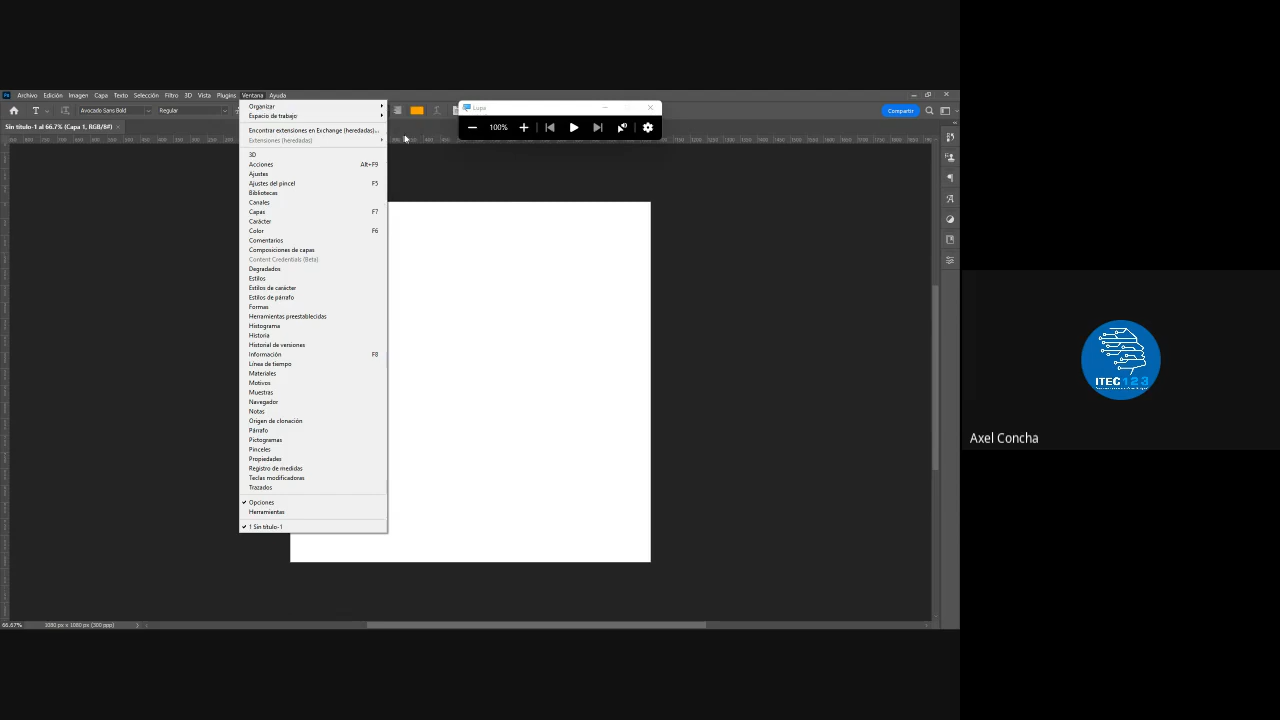 Archivo Edición Imagen Capa Texto Selección Filtro 3D Vista Plugins Ventana Ayuda
T Avocado Sans Bold Regular
Compartir
Sin título-1 al 66.7% (Capa 1, RGB/8#) ×
Lupa
100%
Organizar
Espacio de trabajo
Encontrar extensiones en Exchange (heredadas)...
Extensiones (heredadas)
3D
Acciones Alt+F9
Ajustes
Ajustes del pincel F5
Bibliotecas
Canales
Capas F7
Carácter
Color F6
Comentarios
Composiciones de capas
Content Credentials (Beta)
Degradados
Estilos
Estilos de carácter
Estilos de párrafo
Formas
Herramientas preestablecidas
Histograma
Historia
Historial de versiones
Información F8
Línea de tiempo
Materiales
Motivos
Muestras
Navegador
Notas
Origen de clonación
Párrafo
Pictogramas
Pinceles
Propiedades
Registro de medidas
Teclas modificadoras
Trazados
Opciones
Herramientas
1 Sin título-1
66.67% 1080 px x 1080 px (300 ppp)
ITEC 123
Axel Concha